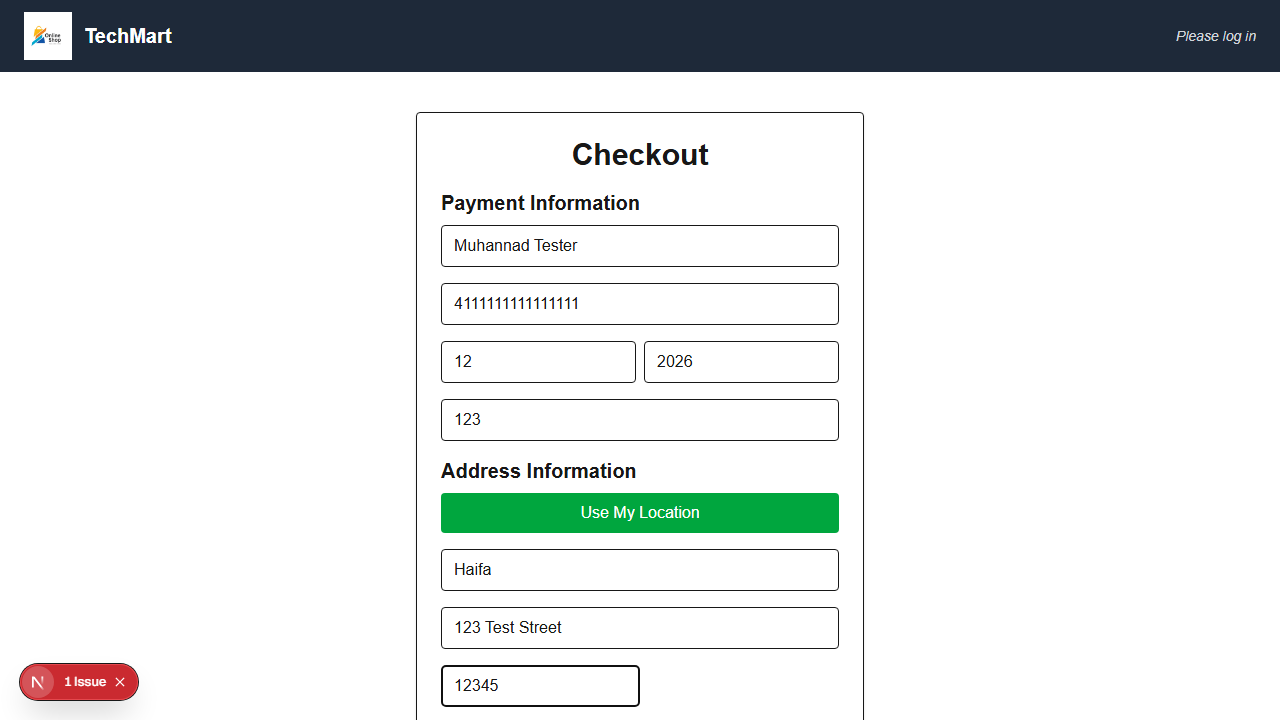 Online
Shop
TechMart
Please log in
Checkout
Payment Information
Muhannad Tester
4111111111111111
12
2026
123
Address Information
Use My Location
Haifa
123 Test Street
12345
N
1 Issue